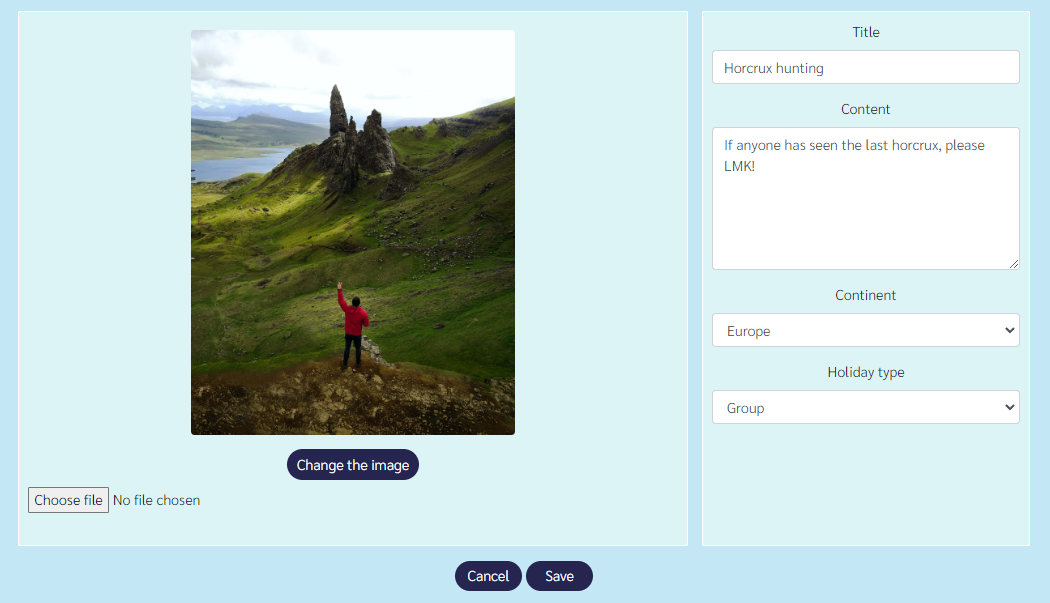 Title
Horcrux hunting
Content
If anyone has seen the last horcrux, please
LMK!
Continent
Europe
Holiday type
Group
Change the image
Choose file No file chosen
Cancel Save